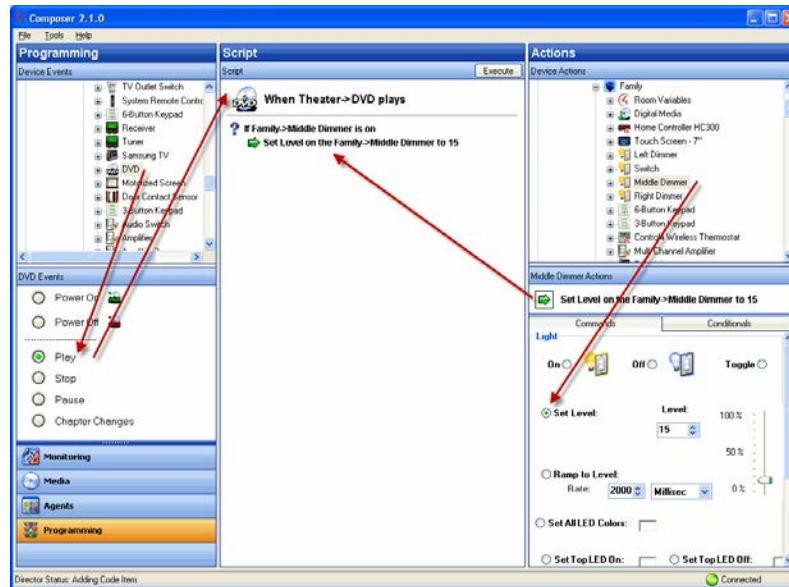 Composer 2.1.0
File Tools Help
Programming
Device Events
TV Outlet Switch
System Remote Contrc
6-Button Keypad
Receiver
Tuner
Samsung TV
DVD
Motorized Screen
Door Contact Sensor
3-Button Keypad
Audio Switch
Amplifier
DVD Events
Power On
Power Off
Play
Stop
Pause
Chapter Changes
Monitoring
Media
Agents
Programming
Script
Script
Execute
When Theater->DVD plays
? If Family->Middle Dimmer is on
Set Level on the Family->Middle Dimmer to 15
Actions
Device Actions
Family
Room Variables
Digital Media
Home Controller HC300
Touch Screen - 7"
Left Dimmer
Switch
Middle Dimmer
Right Dimmer
6-Button Keypad
3-Button Keypad
Control4 Wireless Thermostat
Multi Channel Amplifier
Middle Dimmer Actions
Set Level on the Family->Middle Dimmer to 15
Commands Conditionals
Light
On Off Toggle
Set Level: Level: 100 %
15
50 %
Ramp to Level:
Rate: 2000 Millisec 0 %
Set All LED Colors:
Set Top LED On: Set Top LED Off:
Director Status: Adding Code Item
Connected